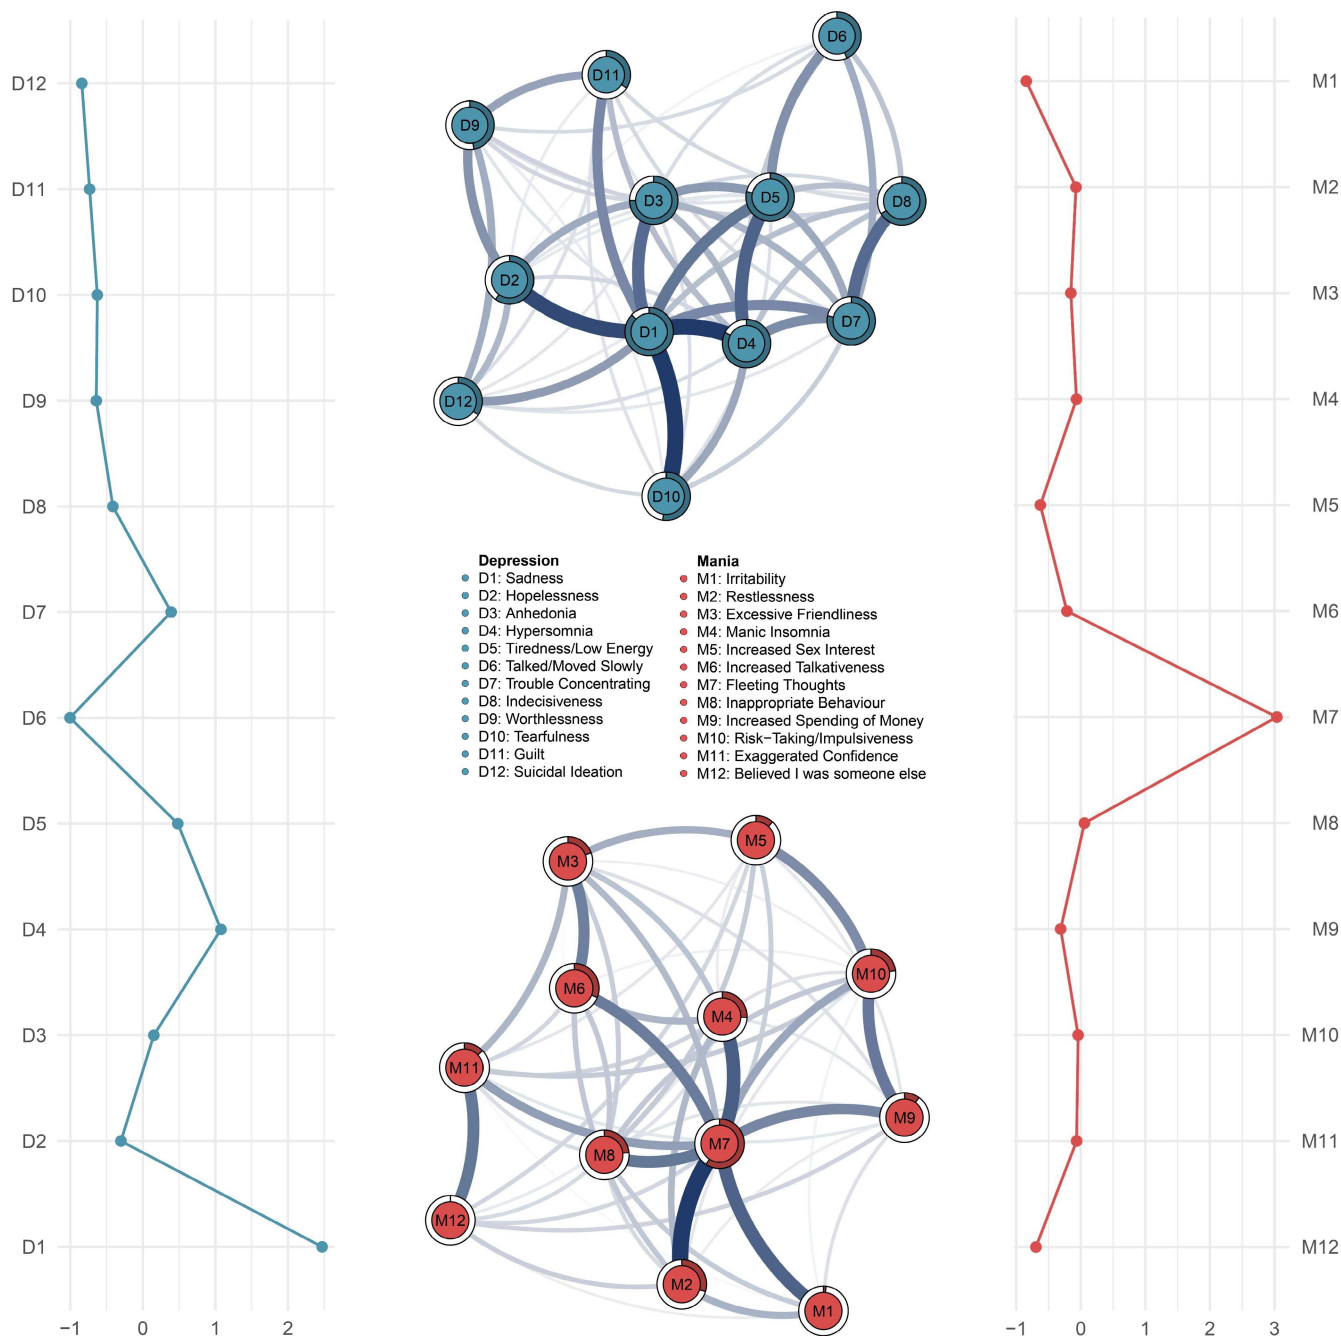 D12
D11
D10
D9
D8
D7
D6
D5
D4
D3
D2
D1
−1 0 1 2
D6
D11
D9
D3
D5
D8
D2
D1
D4
D7
D12
D10
Depression
D1: Sadness
D2: Hopelessness
D3: Anhedonia
D4: Hypersomnia
D5: Tiredness/Low Energy
D6: Talked/Moved Slowly
D7: Trouble Concentrating
D8: Indecisiveness
D9: Worthlessness
D10: Tearfulness
D11: Guilt
D12: Suicidal Ideation
Mania
M1: Irritability
M2: Restlessness
M3: Excessive Friendliness
M4: Manic Insomnia
M5: Increased Sex Interest
M6: Increased Talkativeness
M7: Fleeting Thoughts
M8: Inappropriate Behaviour
M9: Increased Spending of Money
M10: Risk−Taking/Impulsiveness
M11: Exaggerated Confidence
M12: Believed I was someone else
M5
M3
M10
M6
M4
M11
M9
M7
M8
M12
M2
M1
M1
M2
M3
M4
M5
M6
M7
M8
M9
M10
M11
M12
−1 0 1 2 3